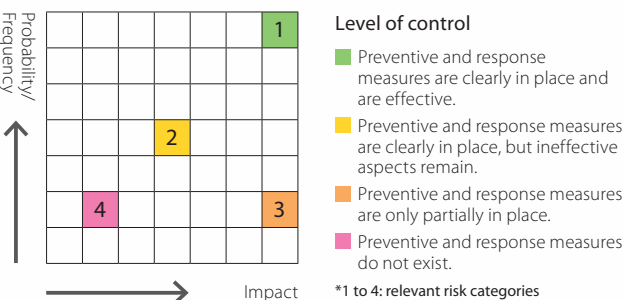 Probability/
Frequency
1
2
4
3
Impact
Level of control
Preventive and response
measures are clearly in place and
are effective.
Preventive and response measures
are clearly in place, but ineffective
aspects remain.
Preventive and response measures
are only partially in place.
Preventive and response measures
do not exist.
*1 to 4: relevant risk categories